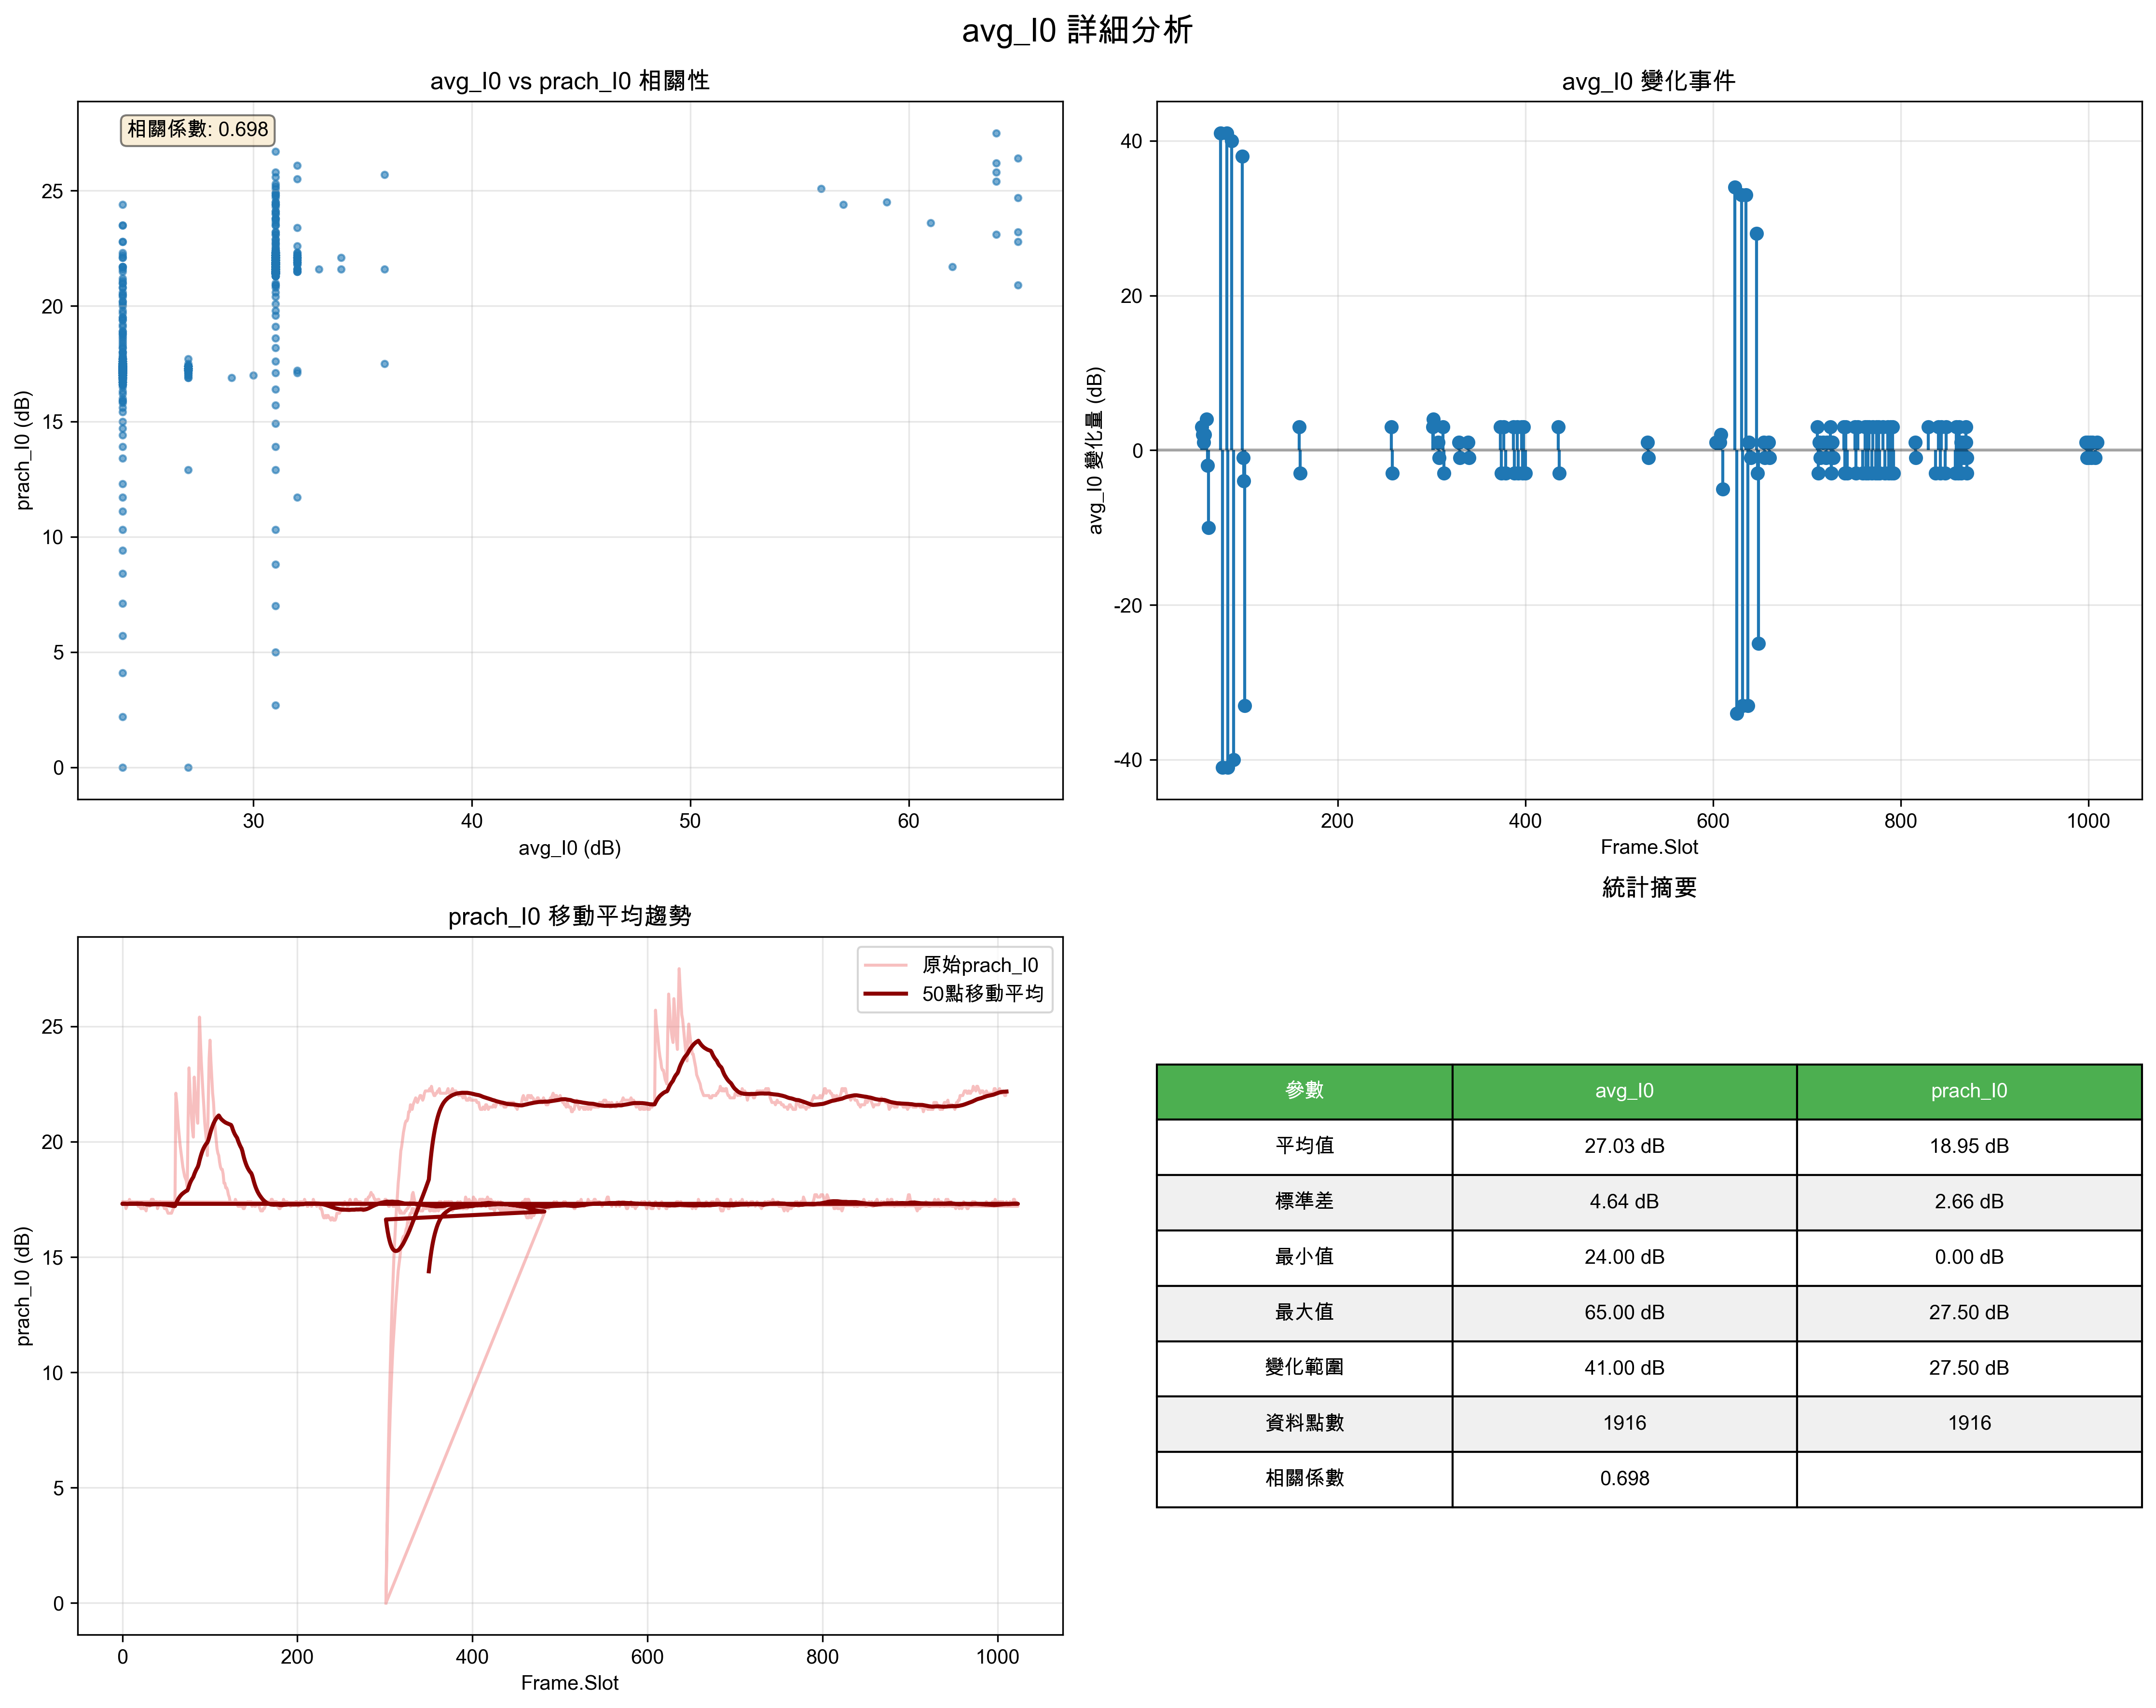 avg_I0 詳細分析
avg_I0 vs prach_I0 相關性
相關係數: 0.698
25
20
15
10
5
0
prach_I0 (dB)
30
40
50
60
avg_I0 (dB)
avg_I0 變化事件
40
20
0
-20
-40
avg_I0 變化量 (dB)
200
400
600
800
1000
Frame.Slot
prach_I0 移動平均趨勢
原始prach_I0
50點移動平均
25
20
15
10
5
0
prach_I0 (dB)
0
200
400
600
800
1000
Frame.Slot
統計摘要
參數 avg_I0 prach_I0
平均值 27.03 dB 18.95 dB
標準差 4.64 dB 2.66 dB
最小值 24.00 dB 0.00 dB
最大值 65.00 dB 27.50 dB
變化範圍 41.00 dB 27.50 dB
資料點數 1916 1916
相關係數 0.698